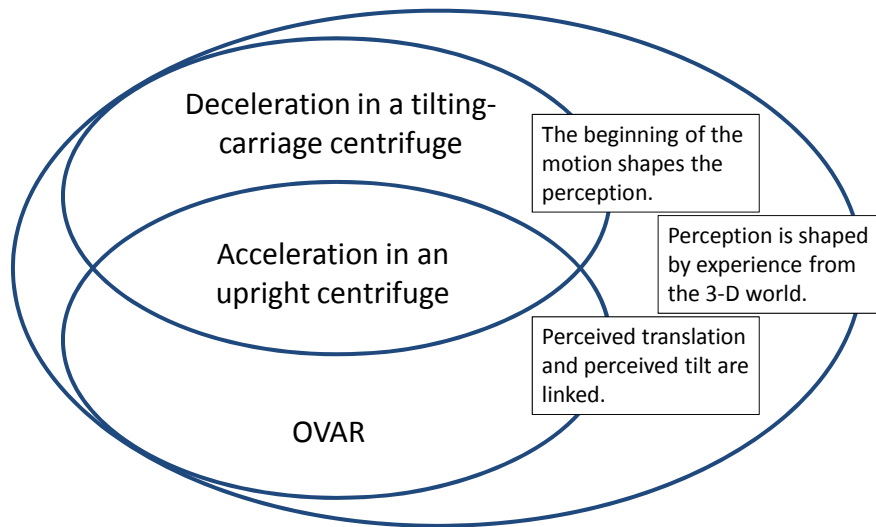 Deceleration in a tilting-
carriage centrifuge
The beginning of the
motion shapes the
perception.
Perception is shaped
by experience from
the 3-D world.
Acceleration in an
upright centrifuge
Perceived translation
and perceived tilt are
linked.
OVAR